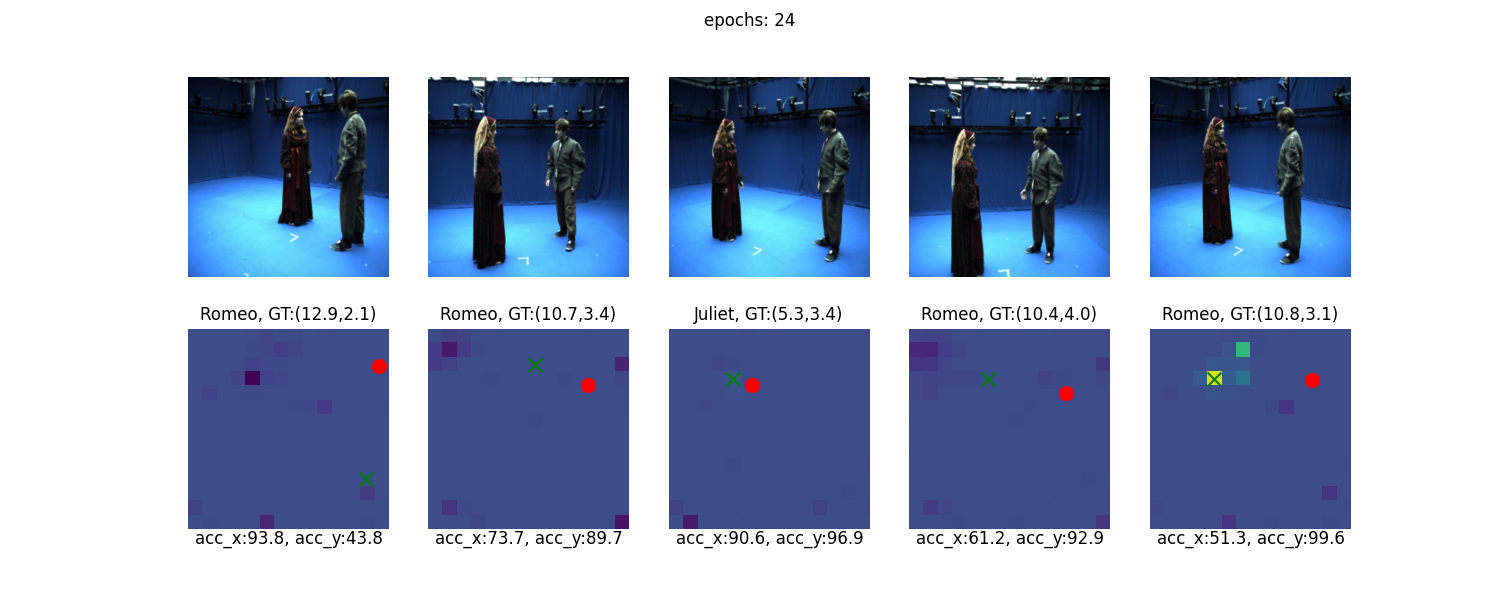 epochs: 24
Romeo, GT:(12.9,2.1)
Romeo, GT:(10.7,3.4)
Juliet, GT:(5.3,3.4)
Romeo, GT:(10.4,4.0)
Romeo, GT:(10.8,3.1)
acc_x:93.8, acc_y:43.8
acc_x:73.7, acc_y:89.7
acc_x:90.6, acc_y:96.9
acc_x:61.2, acc_y:92.9
acc_x:51.3, acc_y:99.6